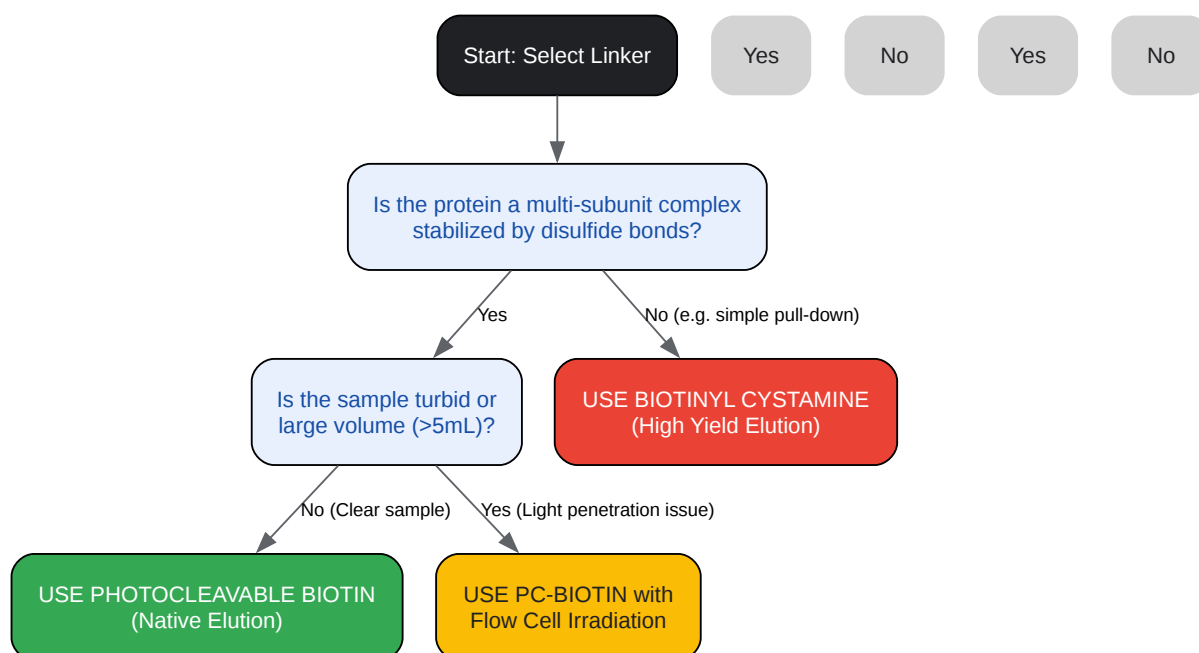 Start: Select Linker
Yes
No
Yes
No
Is the protein a multi-subunit complex
stabilized by disulfide bonds?
Yes
No (e.g. simple pull-down)
Is the sample turbid or
large volume (>5mL)?
USE BIOTINYL CYSTAMINE
(High Yield Elution)
No (Clear sample)
Yes (Light penetration issue)
USE PHOTOCLEAVABLE BIOTIN
(Native Elution)
USE PC-BIOTIN with
Flow Cell Irradiation